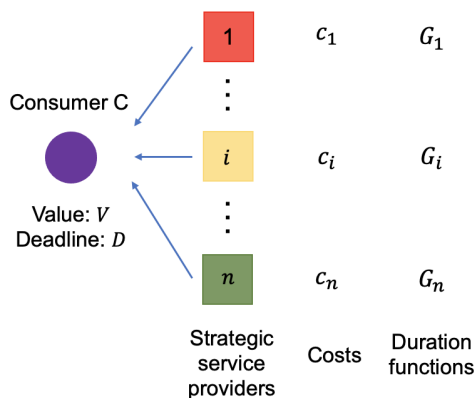 1 c₁ G₁
⋮
Consumer C
i cᵢ Gᵢ
Value: V
Deadline: D
⋮
n cₙ Gₙ
Strategic
service
providers
Costs
Duration
functions